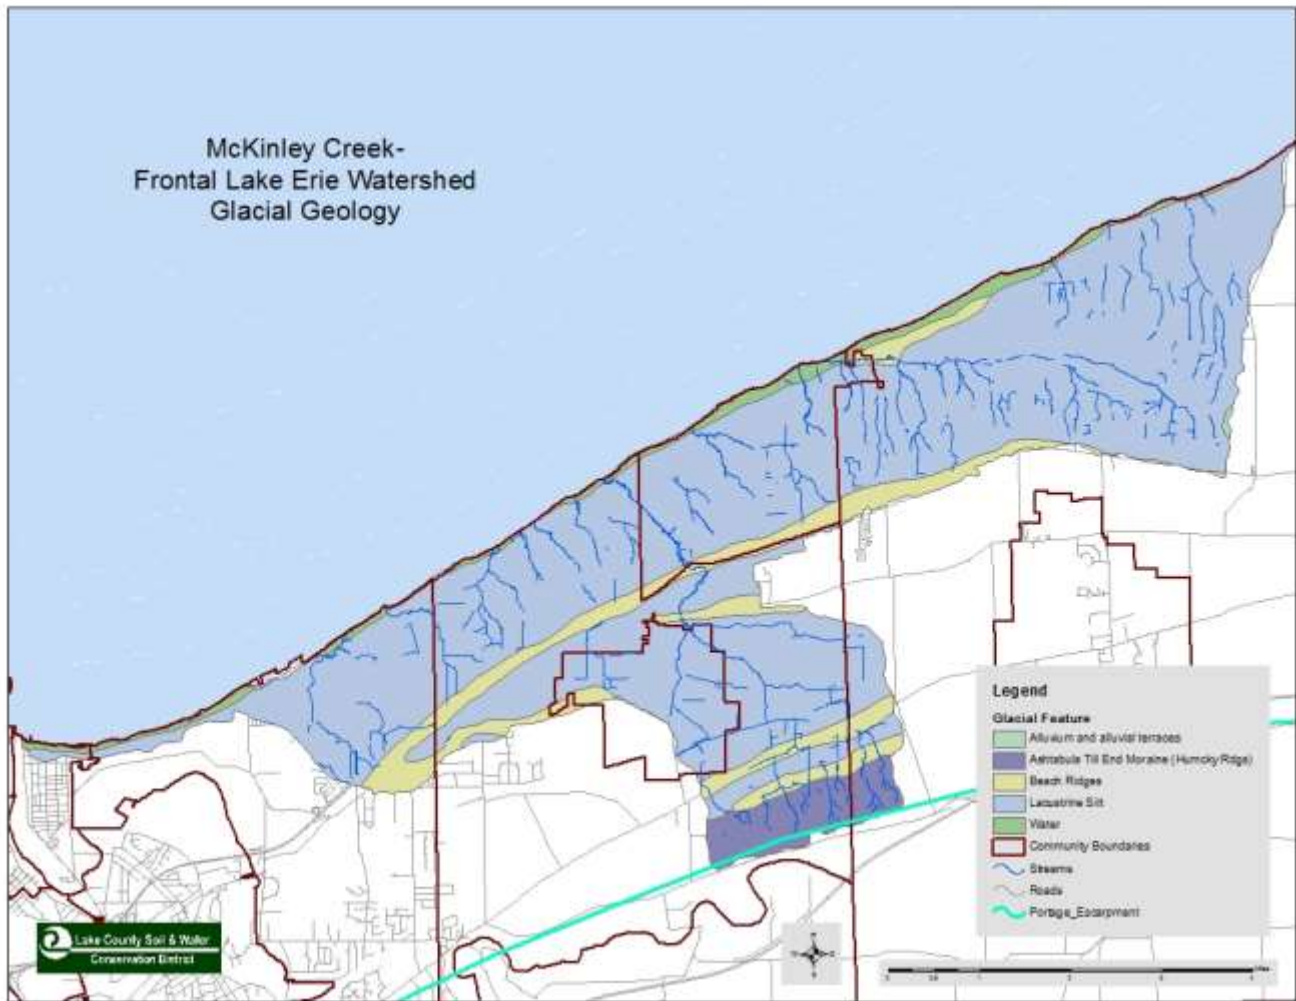 McKinley Creek-
Frontal Lake Erie Watershed
Glacial Geology
Legend
Glacial Feature
Alluvium and alluvial terraces
Ashtabula Till End Moraine (Hummocky Ridge)
Beach Ridges
Lacustrine Silt
Water
Community Boundaries
Streams
Roads
Portage_Escarpment
Lake County Soil & Water
Conservation District